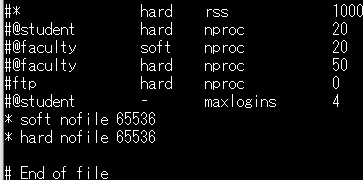 #* hard rss 1000
#@student hard nproc 20
#@faculty soft nproc 20
#@faculty hard nproc 50
#ftp hard nproc 0
#@student - maxlogins 4
* soft nofile 65536
* hard nofile 65536
# End of file